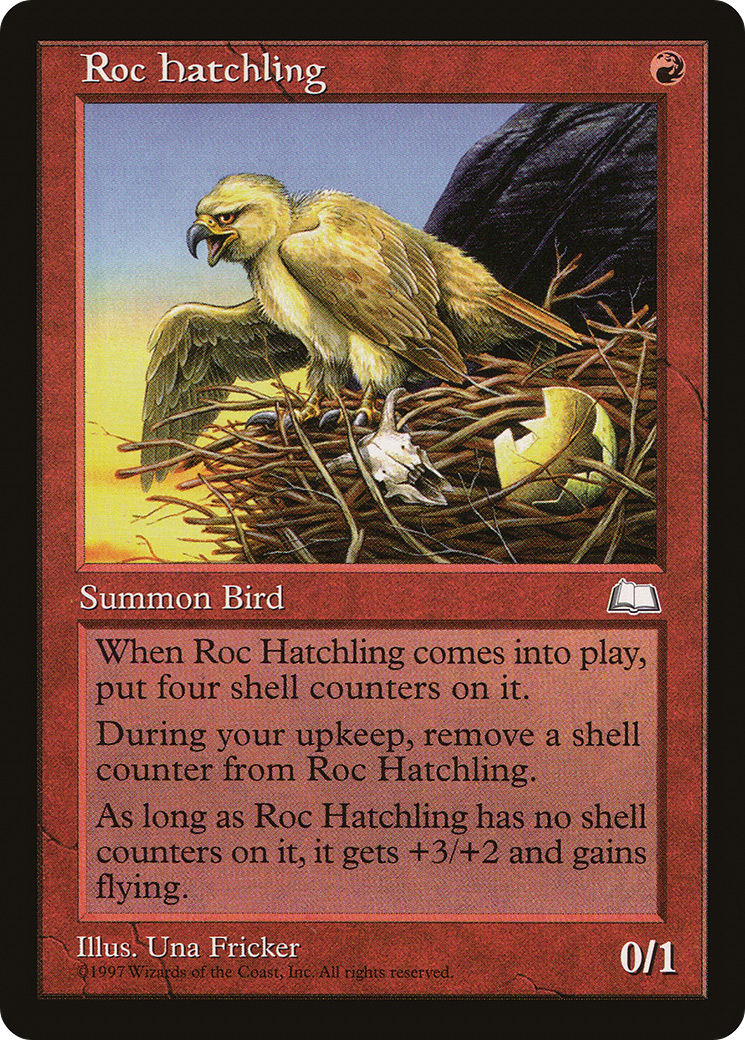 Roc Hatchling
Summon Bird
When Roc Hatchling comes into play,
put four shell counters on it.
During your upkeep, remove a shell
counter from Roc Hatchling.
As long as Roc Hatchling has no shell
counters on it, it gets +3/+2 and gains
flying.
Illus. Una Fricker
©1997 Wizards of the Coast, Inc. All rights reserved.
0/1